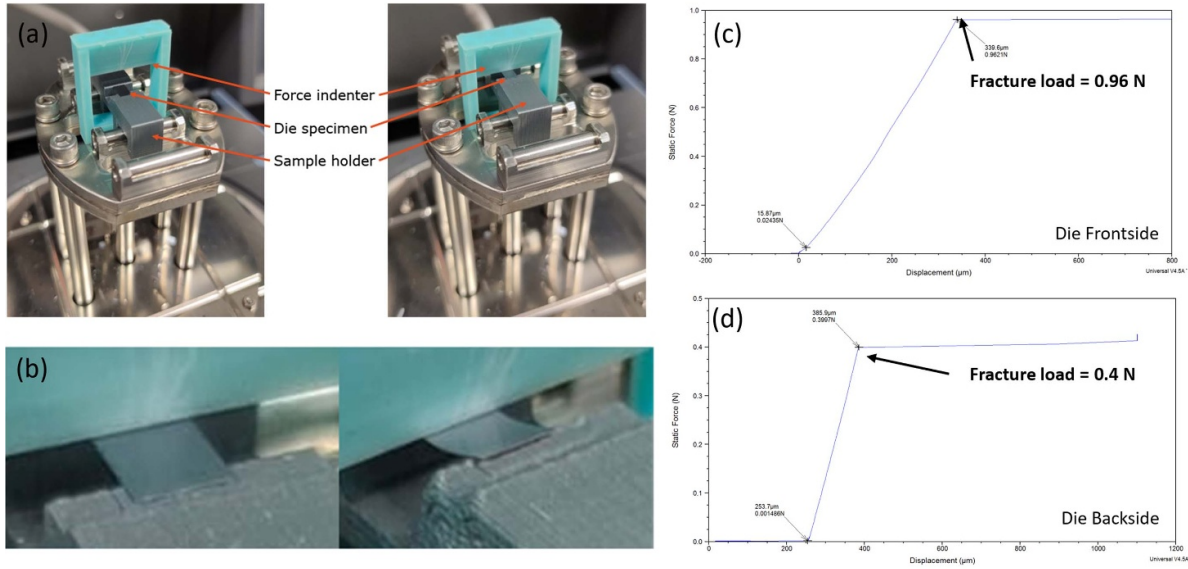 (a)
Force indenter
Die specimen
Sample holder
(b)
(c)
1.0
0.8
0.6
0.4
0.2
0.0
Static Force (N)
339.6µm
0.9621N
Fracture load = 0.96 N
15.87µm
0.02435N
Die Frontside
-200
0
200
400
600
800
Displacement (µm)
Universal V4.5A
(d)
0.5
0.4
0.3
0.2
0.1
0.0
Static Force (N)
385.9µm
0.3997N
Fracture load = 0.4 N
253.7µm
0.001486N
Die Backside
0
200
400
600
800
1000
1200
Displacement (µm)
Universal V4.5A